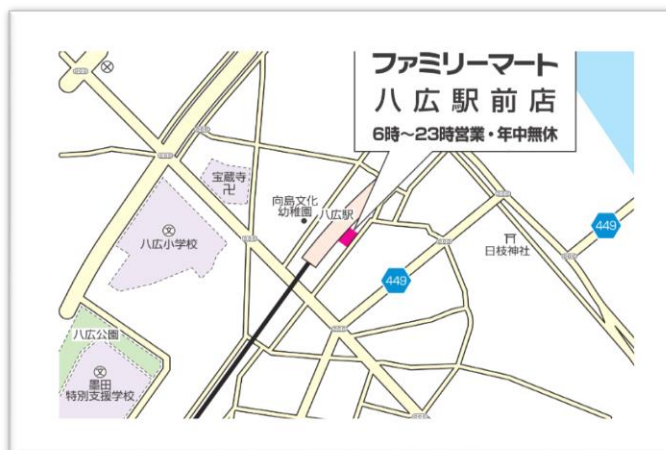 ファミリーマート
八広駅前店
6時〜23時営業・年中無休
宝蔵寺
向島文化
幼稚園
八広駅
八広小学校
449
日枝神社
449
八広公園
墨田
特別支援学校